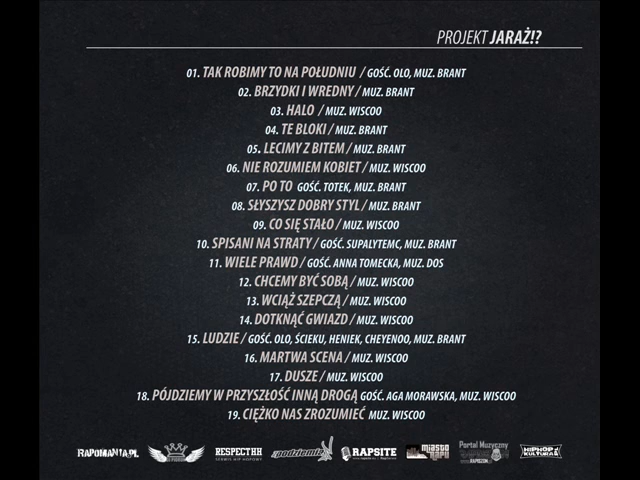 PROJEKT JARAŻ!?
01. TAK ROBIMY TO NA POŁUDNIU / GOŚĆ. OLO, MUZ. BRANT
02. BRZYDKI I WREDNY / MUZ. BRANT
03. HALO / MUZ. WISCOO
04. TE BLOKI / MUZ. BRANT
05. LECIMY Z BITEM / MUZ. BRANT
06. NIE ROZUMIEM KOBIET / MUZ. WISCOO
07. PO TO GOŚĆ. TOTEK, MUZ. BRANT
08. SŁYSZYSZ DOBRY STYL / MUZ. BRANT
09. CO SIĘ STAŁO / MUZ. WISCOO
10. SPISANI NA STRATY / GOŚĆ. SUPALYTEMC, MUZ. BRANT
11. WIELE PRAWD / GOŚĆ. ANNA TOMECKA, MUZ. DOS
12. CHCEMY BYĆ SOBĄ / MUZ. WISCOO
13. WCIĄŻ SZEPCZĄ / MUZ. WISCOO
14. DOTKNĄĆ GWIAZD / MUZ. WISCOO
15. LUDZIE / GOŚĆ. OLO, ŚCIEKU, HENIEK, CHEYENOO, MUZ. BRANT
16. MARTWA SCENA / MUZ. WISCOO
17. DUSZE / MUZ. WISCOO
18. PÓJDZIEMY W PRZYSZŁOŚĆ INNĄ DROGĄ GOŚĆ. AGA MORAWSKA, MUZ. WISCOO
19. CIĘŻKO NAS ZROZUMIEĆ MUZ. WISCOO
RAPOMANIA.PL RESPECTHH podziemie RAPSITE MIASTO RAPU Portal Muzyczny HIPHOP KULTURA